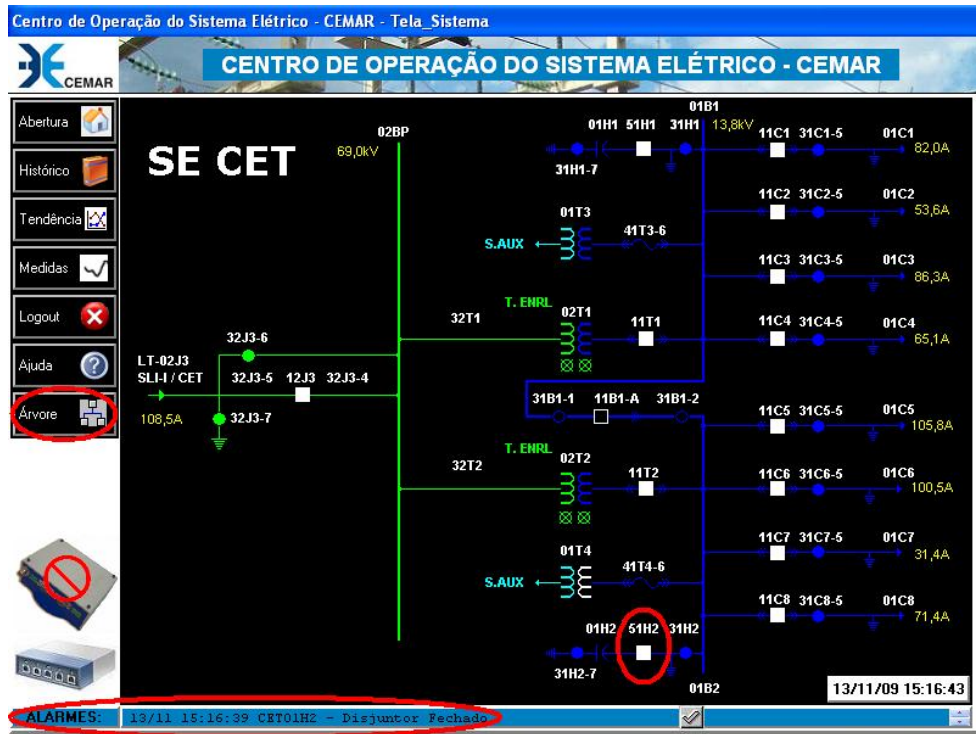 Centro de Operação do Sistema Elétrico - CEMAR - Tela_Sistema
CEMAR
CENTRO DE OPERAÇÃO DO SISTEMA ELÉTRICO - CEMAR
Abertura
Histórico
Tendência
Medidas
Logout
Ajuda
Árvore
SE CET
02BP
69,0kV
01B1
13,8kV
01H1 51H1 31H1
31H1-7
01T3
41T3-6
S.AUX
T. ENRL
32T1
02T1
11T1
32J3-6
LT-02J3
SLI-I / CET
32J3-5 12J3 32J3-4
108,5A
32J3-7
31B1-1 11B1-A 31B1-2
T. ENRL
32T2
02T2
11T2
01T4
41T4-6
S.AUX
01H2 51H2 31H2
31H2-7
01B2
11C1 31C1-5 01C1
82,0A
11C2 31C2-5 01C2
53,6A
11C3 31C3-5 01C3
86,3A
11C4 31C4-5 01C4
65,1A
11C5 31C5-5 01C5
105,8A
11C6 31C6-5 01C6
100,5A
11C7 31C7-5 01C7
31,4A
11C8 31C8-5 01C8
71,4A
13/11/09 15:16:43
ALARMES: 13/11 15:16:39 CET01H2 - Disjuntor Fechado